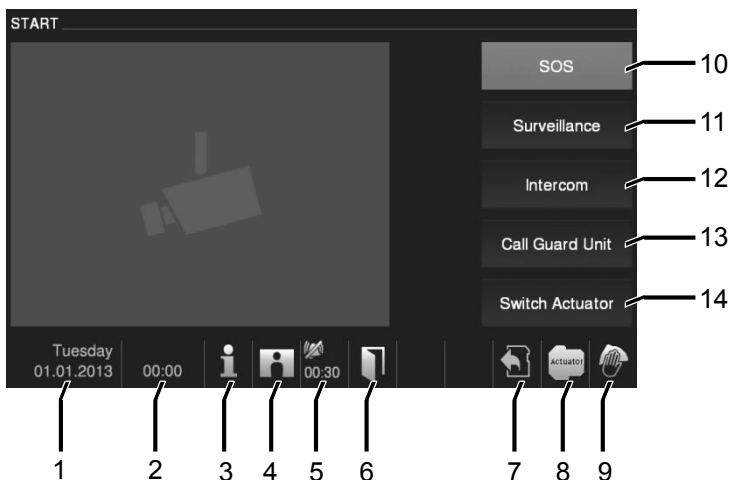 START
SOS
10
Surveillance
11
Intercom
12
Call Guard Unit
13
Switch Actuator
14
Tuesday
01.01.2013
00:00
00:30
Actuator
1 2 3 4 5 6 7 8 9